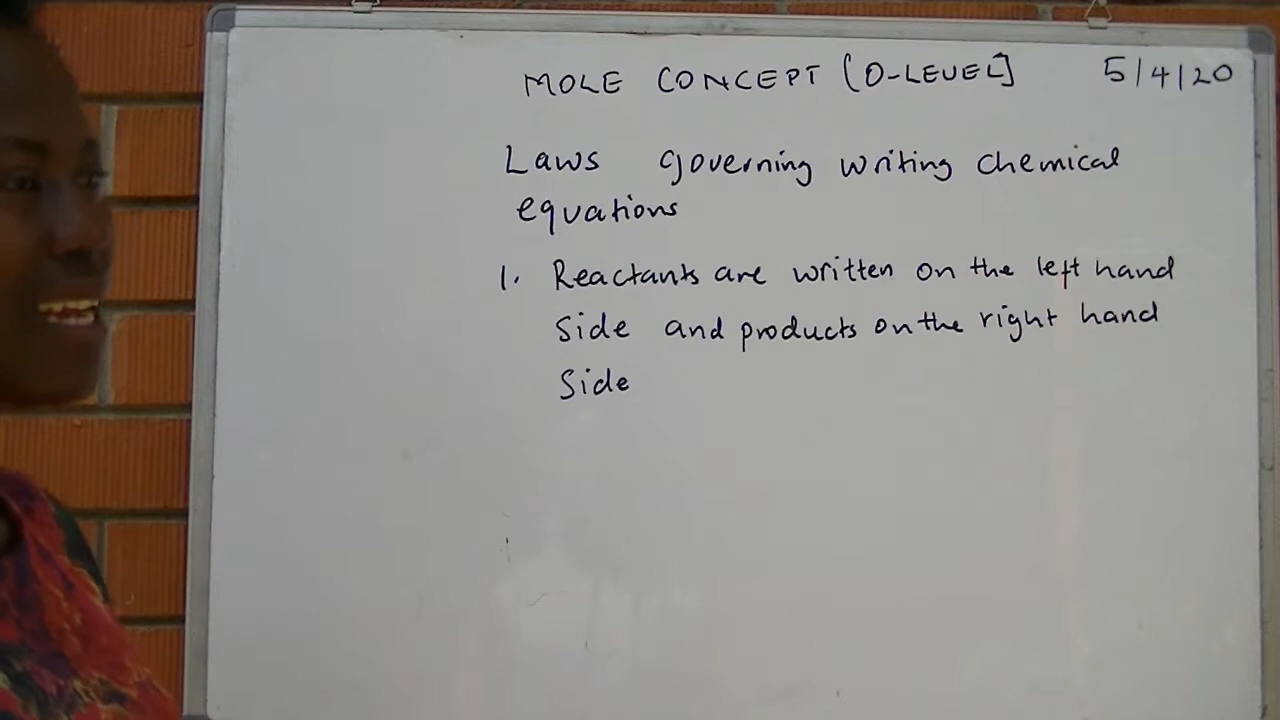 MOLE CONCEPT (O-LEVEL] 5/4/20
Laws governing writing chemical
equations
1. Reactants are written on the left hand
Side and products on the right hand
Side